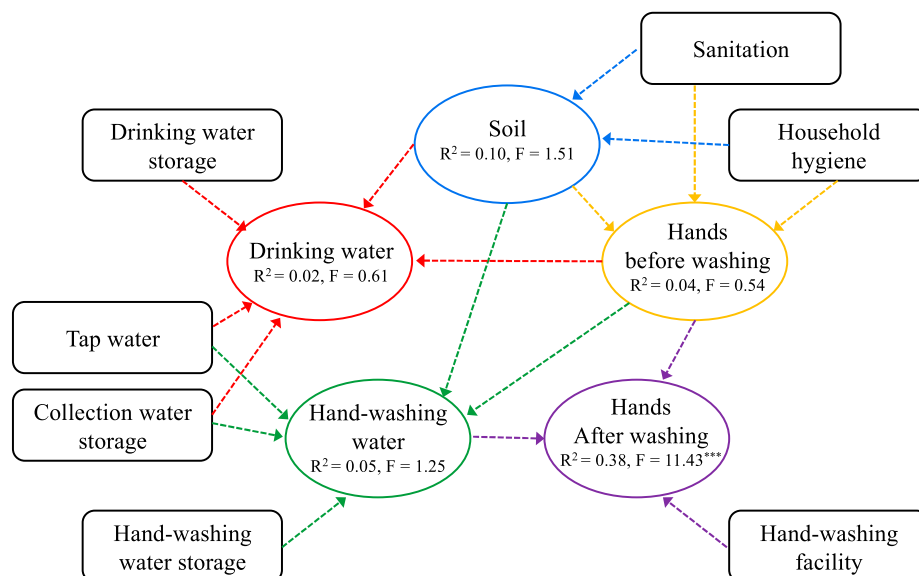 Sanitation
Drinking water
storage
Soil
R² = 0.10, F = 1.51
Household
hygiene
Drinking water
R² = 0.02, F = 0.61
Hands
before washing
R² = 0.04, F = 0.54
Tap water
Collection water
storage
Hand-washing
water
R² = 0.05, F = 1.25
Hands
After washing
R² = 0.38, F = 11.43***
Hand-washing
water storage
Hand-washing
facility